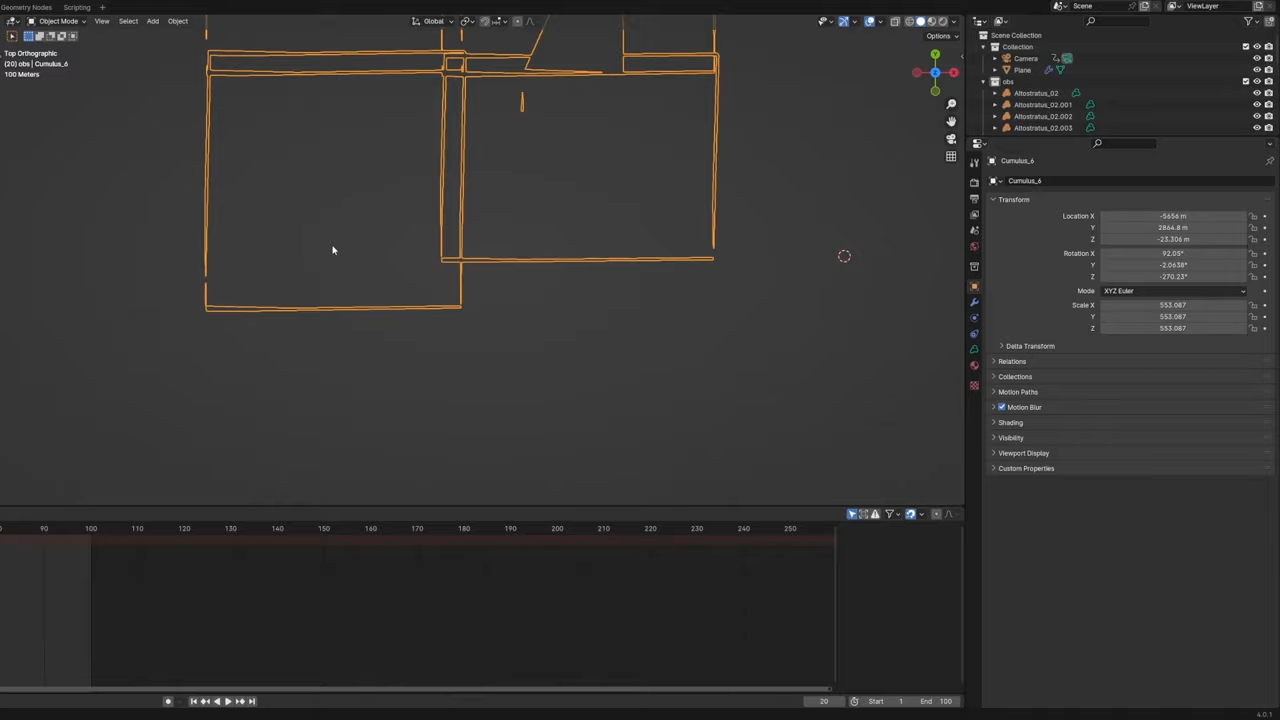 Geometry Nodes Scripting
Scene
ViewLayer
Object Mode View Select Add Object
Global
Options
Top Orthographic
(20) obs | Cumulus_6
100 Meters
X
Y
Z
Scene Collection
Collection
Camera
Plane
obs
Altostratus_02
Altostratus_02.001
Altostratus_02.002
Altostratus_02.003
Cumulus_6
Cumulus_6
Transform
Location X -5656 m
Y 2864.8 m
Z -23.306 m
Rotation X 92.05°
Y -2.0638°
Z -270.23°
Mode XYZ Euler
Scale X 553.087
Y 553.087
Z 553.087
Delta Transform
Relations
Collections
Motion Paths
Motion Blur
Shading
Visibility
Viewport Display
Custom Properties
90 100 110 120 130 140 150 160 170 180 190 200 210 220 230 240 250
20 Start 1 End 100
4.0.1